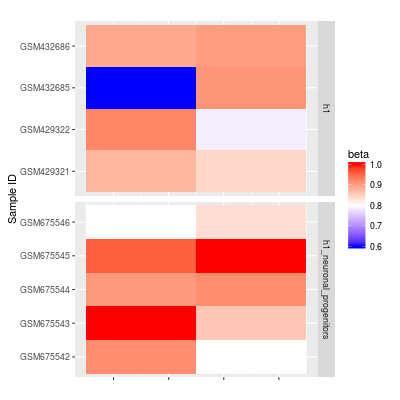 GSM432686
GSM432685
GSM429322
GSM429321
h1
Sample ID
GSM675546
GSM675545
GSM675544
GSM675543
GSM675542
h1_neuronal_progenitors
beta
1.0
0.9
0.8
0.7
0.6